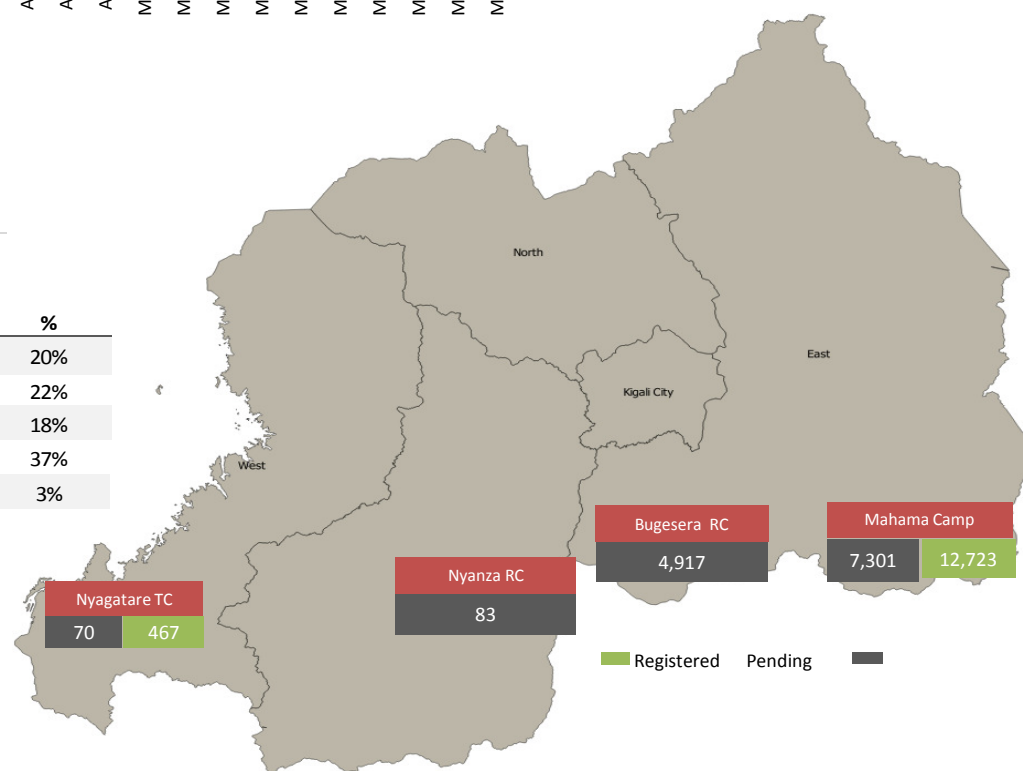 A
A
A
M
M
M
M
M
M
M
M
M
M
North
%
20%
22%
18%
37%
3%
East
Kigali City
West
Bugesera RC
4,917
Mahama Camp
7,301 12,723
Nyanza RC
83
Nyagatare TC
70 467
Registered Pending